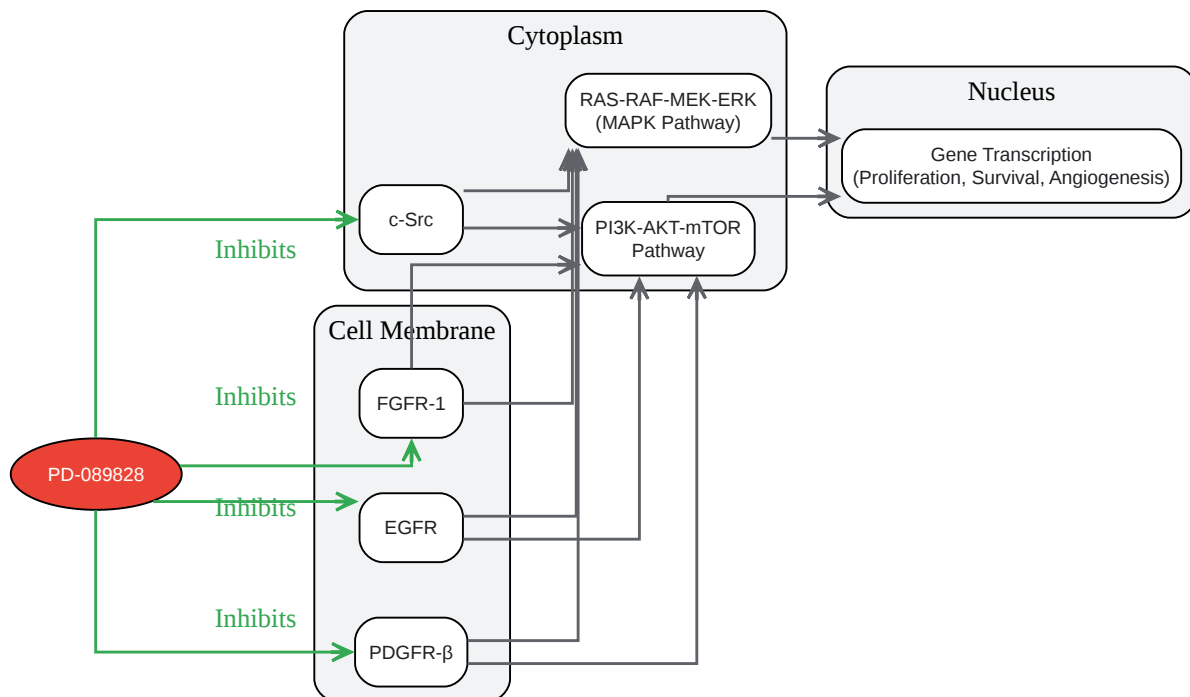 Cytoplasm
RAS-RAF-MEK-ERK
(MAPK Pathway)
Nucleus
Gene Transcription
(Proliferation, Survival, Angiogenesis)
c-Src
PI3K-AKT-mTOR
Pathway
Inhibits
Cell Membrane
Inhibits
FGFR-1
PD-089828
Inhibits
EGFR
Inhibits
PDGFR-β